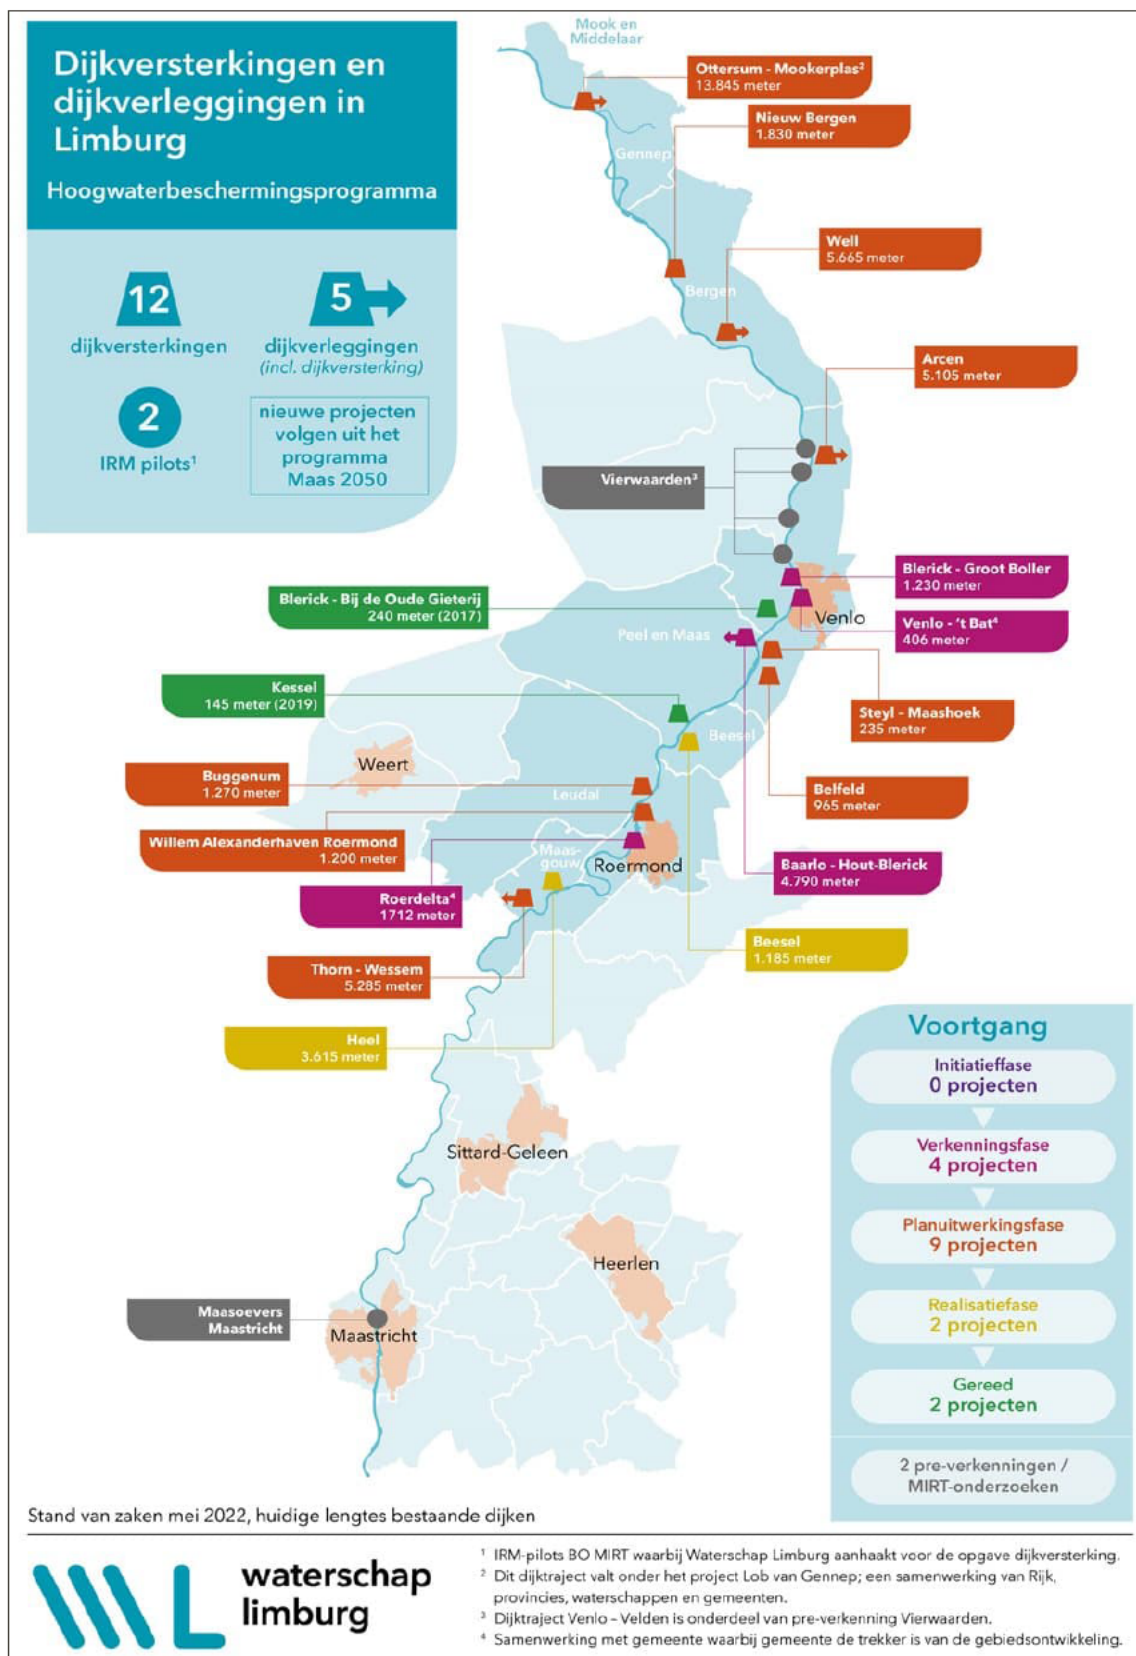 Dijkversterkingen en
dijkverleggingen in
Limburg
Hoogwaterbeschermingsprogramma
12
dijkversterkingen
5
dijkverleggingen
(incl. dijkversterking)
2
IRM pilots¹
nieuwe projecten
volgen uit het
programma
Maas 2050
Mook en
Middelaar
Ottersum - Mookerplas²
13.845 meter
Nieuw Bergen
1.830 meter
Gennep
Well
5.665 meter
Bergen
Arcen
5.105 meter
Vierwaarden³
Blerick - Groot Boller
1.230 meter
Blerick - Bij de Oude Gieterij
240 meter (2017)
Venlo
Venlo - 't Bat⁴
406 meter
Peel en Maas
Kessel
145 meter (2019)
Steyl - Maashoek
235 meter
Beesel
Weert
Buggenum
1.270 meter
Leudal
Belfeld
965 meter
Willem Alexanderhaven Roermond
1.200 meter
Maas-
gouw
Roermond
Baarlo - Hout-Blerick
4.790 meter
Roerdelta⁴
1712 meter
Beesel
1.185 meter
Thorn - Wessem
5.285 meter
Heel
3.615 meter
Sittard-Geleen
Heerlen
Maasoevers
Maastricht
Maastricht
Voortgang
Initiatieffase
0 projecten
Verkenningsfase
4 projecten
Planuitwerkingsfase
9 projecten
Realisatiefase
2 projecten
Gereed
2 projecten
2 pre-verkenningen /
MIRT-onderzoeken
Stand van zaken mei 2022, huidige lengtes bestaande dijken
WL
waterschap
limburg
¹ IRM-pilots BO MIRT waarbij Waterschap Limburg aanhaakt voor de opgave dijkversterking.
² Dit dijktraject valt onder het project Lob van Gennep; een samenwerking van Rijk,
provincies, waterschappen en gemeenten.
³ Dijktraject Venlo - Velden is onderdeel van pre-verkenning Vierwaarden.
⁴ Samenwerking met gemeente waarbij gemeente de trekker is van de gebiedsontwikkeling.